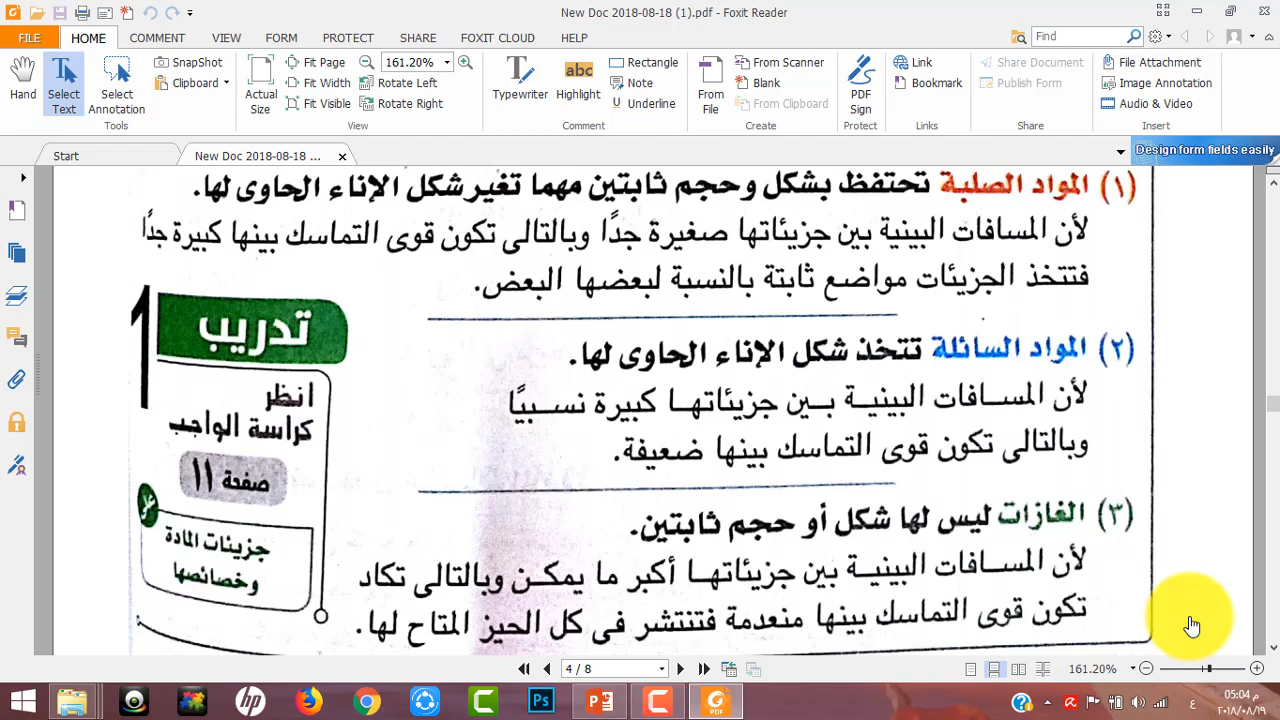 New Doc 2018-08-18 (1).pdf - Foxit Reader
FILE HOME COMMENT VIEW FORM PROTECT SHARE FOXIT CLOUD HELP
Find
Hand
Select Text
Select Annotation
SnapShot
Clipboard
Tools
Actual Size
Fit Page
Fit Width
Fit Visible
161.20%
Rotate Left
Rotate Right
View
Typewriter
Highlight
Rectangle
Note
Underline
Comment
From File
From Scanner
Blank
From Clipboard
Create
PDF Sign
Protect
Link
Bookmark
Links
Share Document
Publish Form
Share
File Attachment
Image Annotation
Audio & Video
Insert
Start
New Doc 2018-08-18 ...
Design form fields easily
(١) المواد الصلبة تحتفظ بشكل وحجم ثابتين مهما تغير شكل الإناء الحاوى لها.
لأن المسافات البينية بين جزيئاتها صغيرة جدًا وبالتالى تكون قوى التماسك بينها كبيرة جدًا
فتتخذ الجزيئات مواضع ثابتة بالنسبة لبعضها البعض.
(٢) المواد السائلة تتخذ شكل الإناء الحاوى لها.
لأن المسافات البينية بين جزيئاتها كبيرة نسبيًا
وبالتالى تكون قوى التماسك بينها ضعيفة.
(٣) الغازات ليس لها شكل أو حجم ثابتين.
لأن المسافات البينية بين جزيئاتها أكبر ما يمكن وبالتالى تكاد
تكون قوى التماسك بينها منعدمة فتنتشر فى كل الحيز المتاح لها.
تدريب 1
انظر
كراسة الواجب
صفحة ١١
جزيئات المادة
وخصائصها
4 / 8
161.20%
hp
Ps
PDF
٤
05:04 م
٢٠١٨/٠٨/١٩